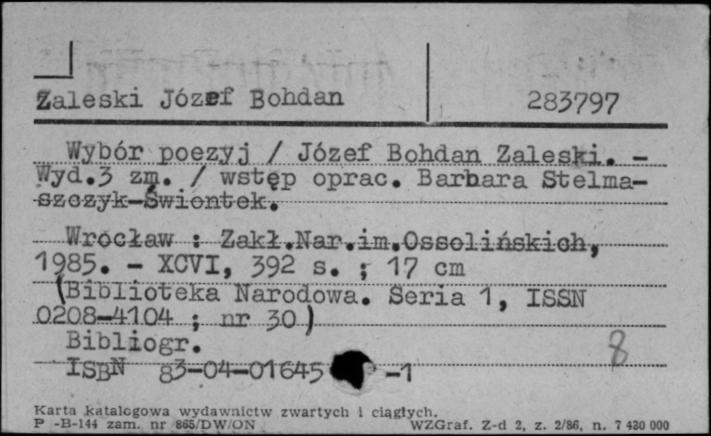 Zaleski Józef Bohdan 283797
Wybór poezyj / Józef Bohdan Zaleski. -
Wyd.3 zm. / wstęp oprac. Barbara Stelma-
szczyk-Świontek.
Wrocław : Zakł.Nar.im.Ossolińskich,
1985. - XCVI, 392 s. ; 17 cm
(Biblioteka Narodowa. Seria 1, ISSN
0208-4104 ; nr 30)
Bibliogr. 8
ISBN 83-04-01645 -1
Karta katalogowa wydawnictw zwartych i ciągłych.
P -B-144 zam. nr 865/DW/ON WZGraf. Z-d 2, z. 2/86, n. 7 430 000